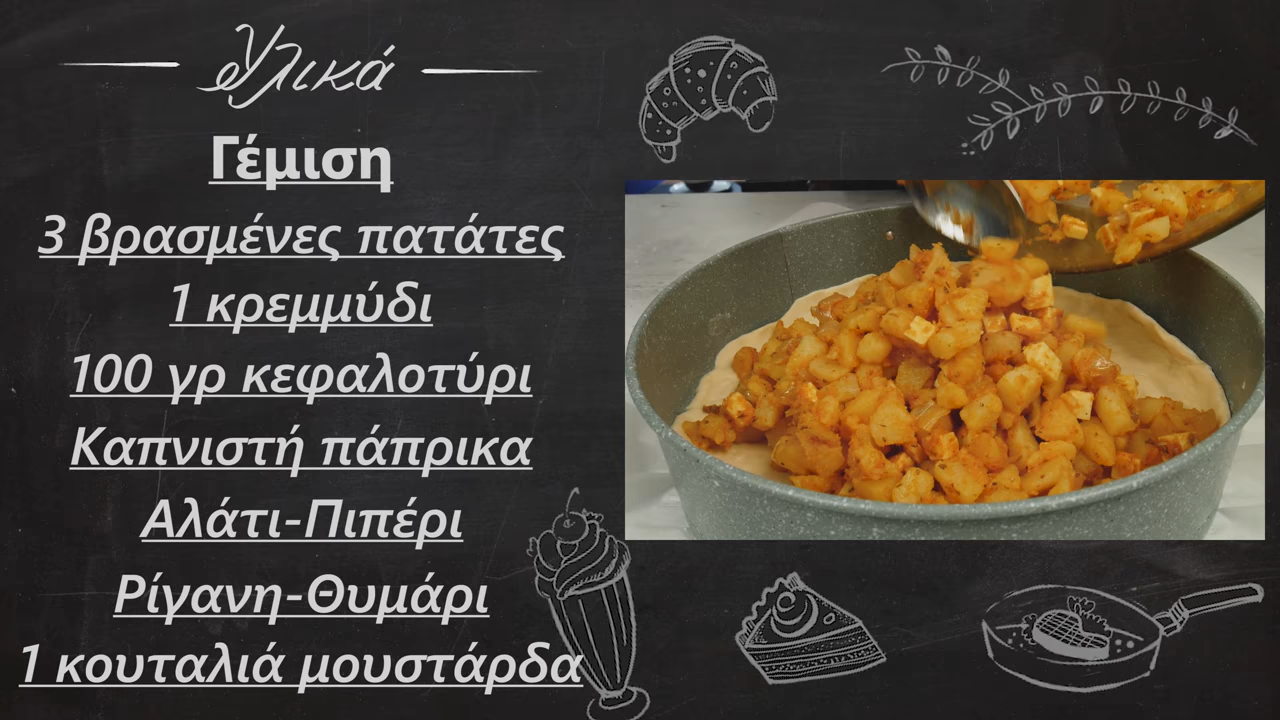 Υλικά
Γέμιση
3 βρασμένες πατάτες
1 κρεμμύδι
100 γρ κεφαλοτύρι
Καπνιστή πάπρικα
Αλάτι-Πιπέρι
Ρίγανη-Θυμάρι
1 κουταλιά μουστάρδα